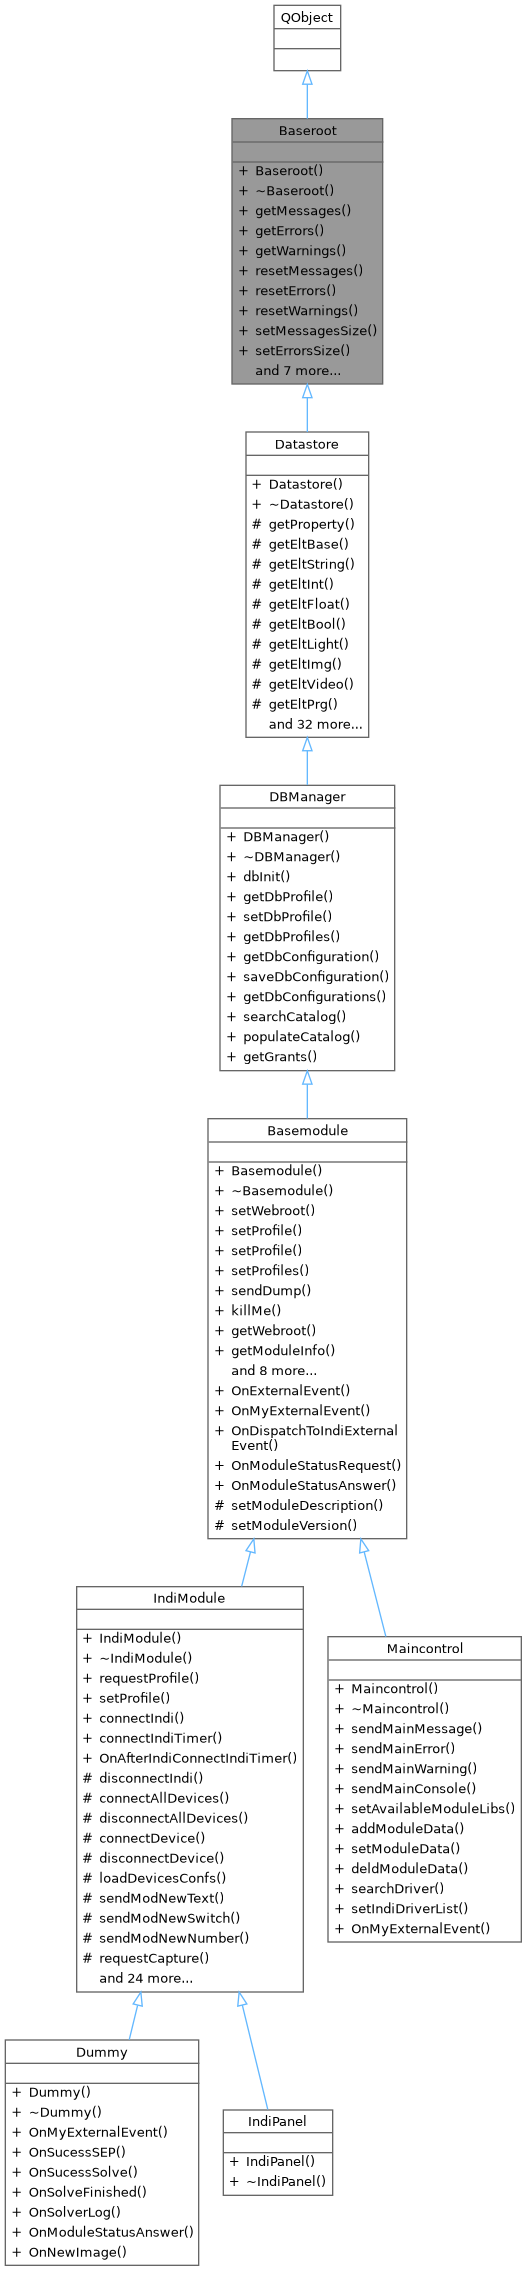 QObject
Baseroot
+ Baseroot()
+ ~Baseroot()
+ getMessages()
+ getErrors()
+ getWarnings()
+ resetMessages()
+ resetErrors()
+ resetWarnings()
+ setMessagesSize()
+ setErrorsSize()
and 7 more...
Datastore
+ Datastore()
+ ~Datastore()
# getProperty()
# getEltBase()
# getEltString()
# getEltInt()
# getEltFloat()
# getEltBool()
# getEltLight()
# getEltImg()
# getEltVideo()
# getEltPrg()
and 32 more...
DBManager
+ DBManager()
+ ~DBManager()
+ dbInit()
+ getDbProfile()
+ setDbProfile()
+ getDbProfiles()
+ getDbConfiguration()
+ saveDbConfiguration()
+ getDbConfigurations()
+ searchCatalog()
+ populateCatalog()
+ getGrants()
Basemodule
+ Basemodule()
+ ~Basemodule()
+ setWebroot()
+ setProfile()
+ setProfile()
+ setProfiles()
+ sendDump()
+ killMe()
+ getWebroot()
+ getModuleInfo()
and 8 more...
+ OnExternalEvent()
+ OnMyExternalEvent()
+ OnDispatchToIndiExternal
Event()
+ OnModuleStatusRequest()
+ OnModuleStatusAnswer()
# setModuleDescription()
# setModuleVersion()
IndiModule
+ IndiModule()
+ ~IndiModule()
+ requestProfile()
+ setProfile()
+ connectIndi()
+ connectIndiTimer()
+ OnAfterIndiConnectIndiTimer()
# disconnectIndi()
# connectAllDevices()
# disconnectAllDevices()
# connectDevice()
# disconnectDevice()
# loadDevicesConfs()
# sendModNewText()
# sendModNewSwitch()
# sendModNewNumber()
# requestCapture()
and 24 more...
Maincontrol
+ Maincontrol()
+ ~Maincontrol()
+ sendMainMessage()
+ sendMainError()
+ sendMainWarning()
+ sendMainConsole()
+ setAvailableModuleLibs()
+ addModuleData()
+ setModuleData()
+ deldModuleData()
+ searchDriver()
+ setIndiDriverList()
+ OnMyExternalEvent()
Dummy
+ Dummy()
+ ~Dummy()
+ OnMyExternalEvent()
+ OnSucessSEP()
+ OnSucessSolve()
+ OnSolveFinished()
+ OnSolverLog()
+ OnModuleStatusAnswer()
+ OnNewImage()
IndiPanel
+ IndiPanel()
+ ~IndiPanel()